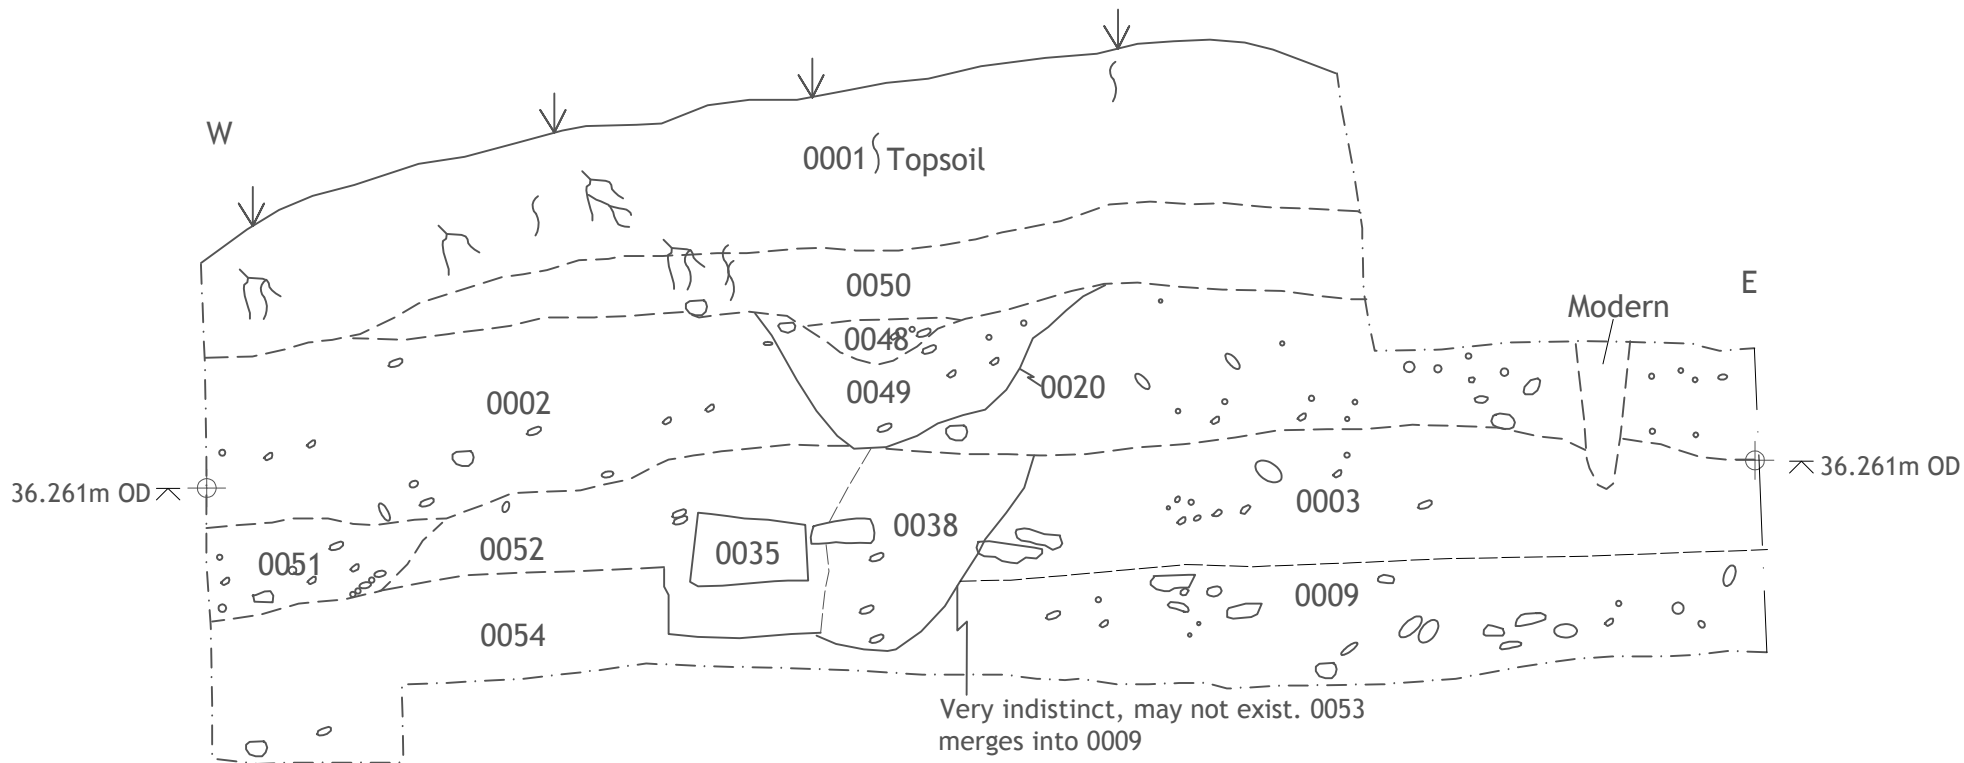 W
0001 Topsoil
0050
E
Modern
0048
0049
0020
0002
36.261m OD
36.261m OD
0038
0003
0052
0035
0051
0009
0054
Very indistinct, may not exist. 0053
merges into 0009